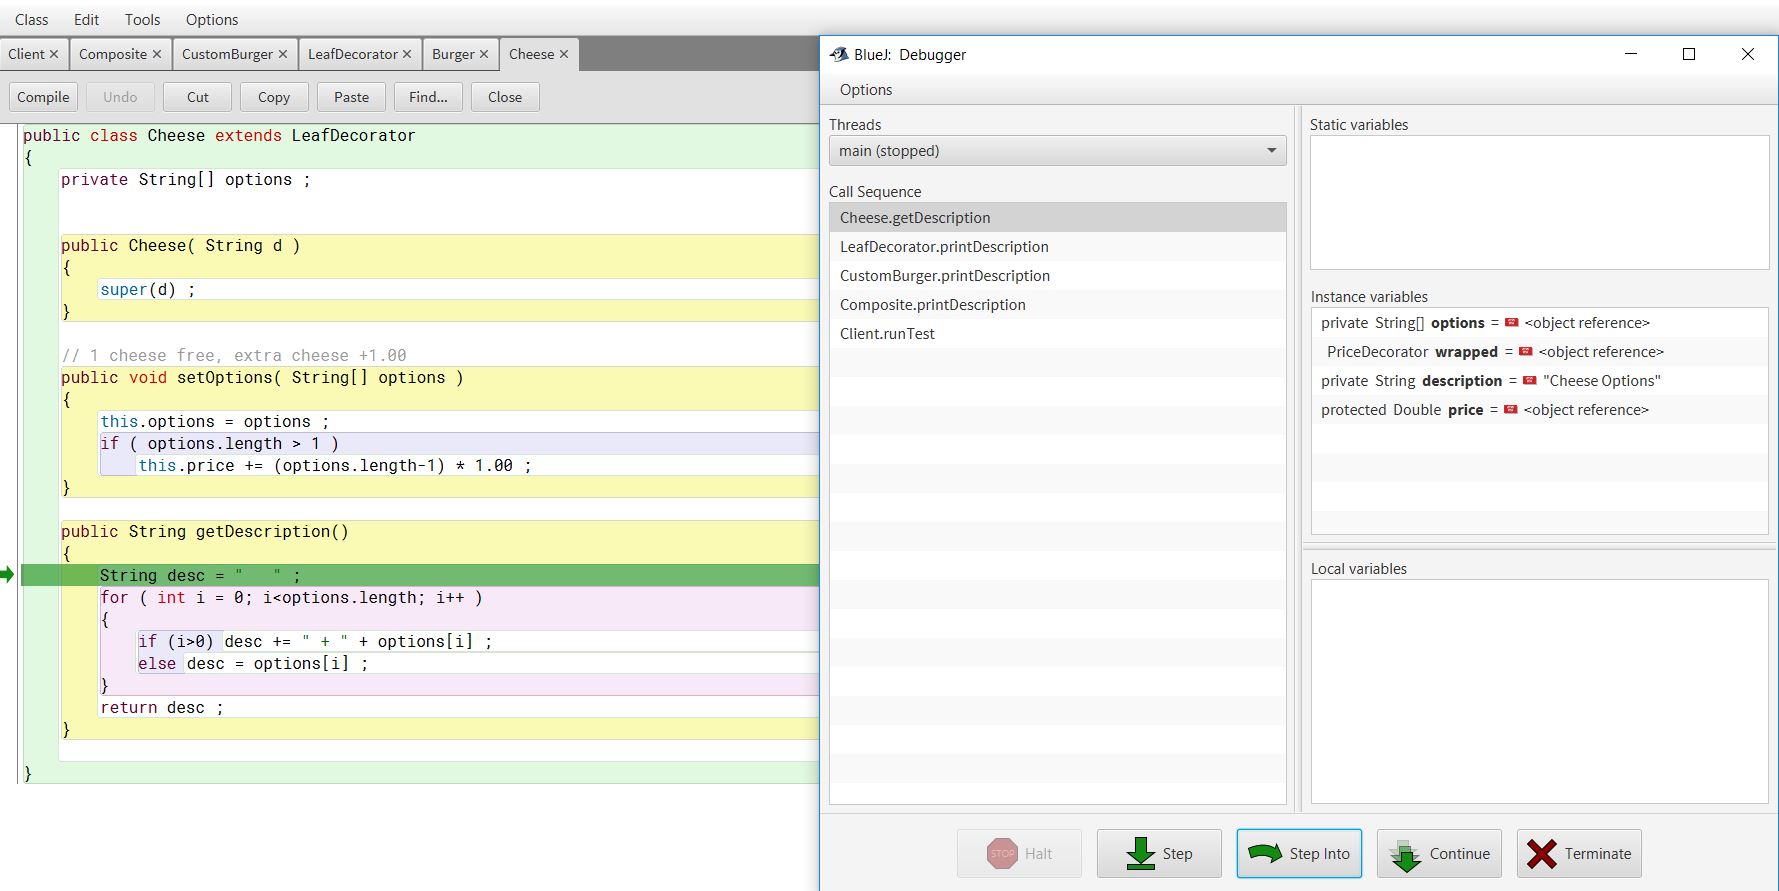 Class Edit Tools Options
Client × Composite × CustomBurger × LeafDecorator × Burger × Cheese ×
Compile Undo Cut Copy Paste Find... Close
public class Cheese extends LeafDecorator
{
private String[] options ;
public Cheese( String d )
{
super(d) ;
}
// 1 cheese free, extra cheese +1.00
public void setOptions( String[] options )
{
this.options = options ;
if ( options.length > 1 )
this.price += (options.length-1) * 1.00 ;
}
public String getDescription()
{
String desc = "   " ;
for ( int i = 0; i<options.length; i++ )
{
if (i>0) desc += " + " + options[i] ;
else desc = options[i] ;
}
return desc ;
}
}
BlueJ: Debugger
Options
Threads
main (stopped)
Call Sequence
Cheese.getDescription
LeafDecorator.printDescription
CustomBurger.printDescription
Composite.printDescription
Client.runTest
Static variables
Instance variables
private String[] options = <object reference>
PriceDecorator wrapped = <object reference>
private String description = "Cheese Options"
protected Double price = <object reference>
Local variables
STOP Halt Step Step Into Continue Terminate